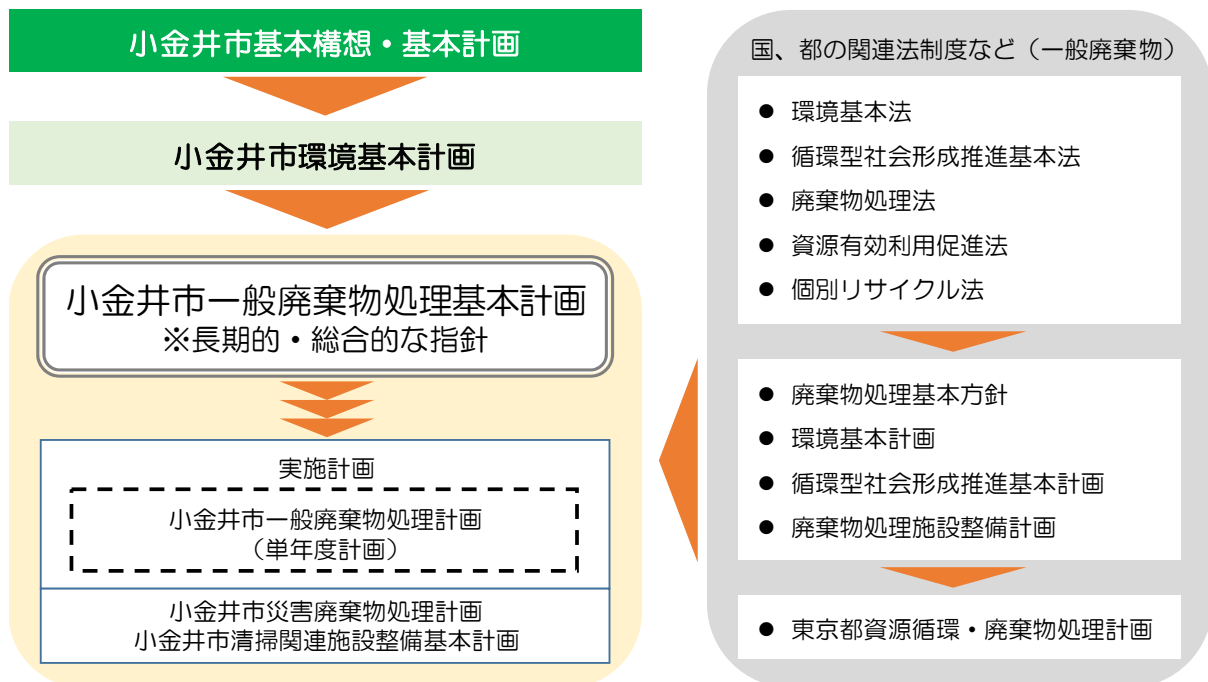 小金井市基本構想・基本計画
小金井市環境基本計画
小金井市一般廃棄物処理基本計画
※長期的・総合的な指針
実施計画
小金井市一般廃棄物処理計画
（単年度計画）
小金井市災害廃棄物処理計画
小金井市清掃関連施設整備基本計画
国、都の関連法制度など（一般廃棄物）
● 環境基本法
● 循環型社会形成推進基本法
● 廃棄物処理法
● 資源有効利用促進法
● 個別リサイクル法
● 廃棄物処理基本方針
● 環境基本計画
● 循環型社会形成推進基本計画
● 廃棄物処理施設整備計画
● 東京都資源循環・廃棄物処理計画